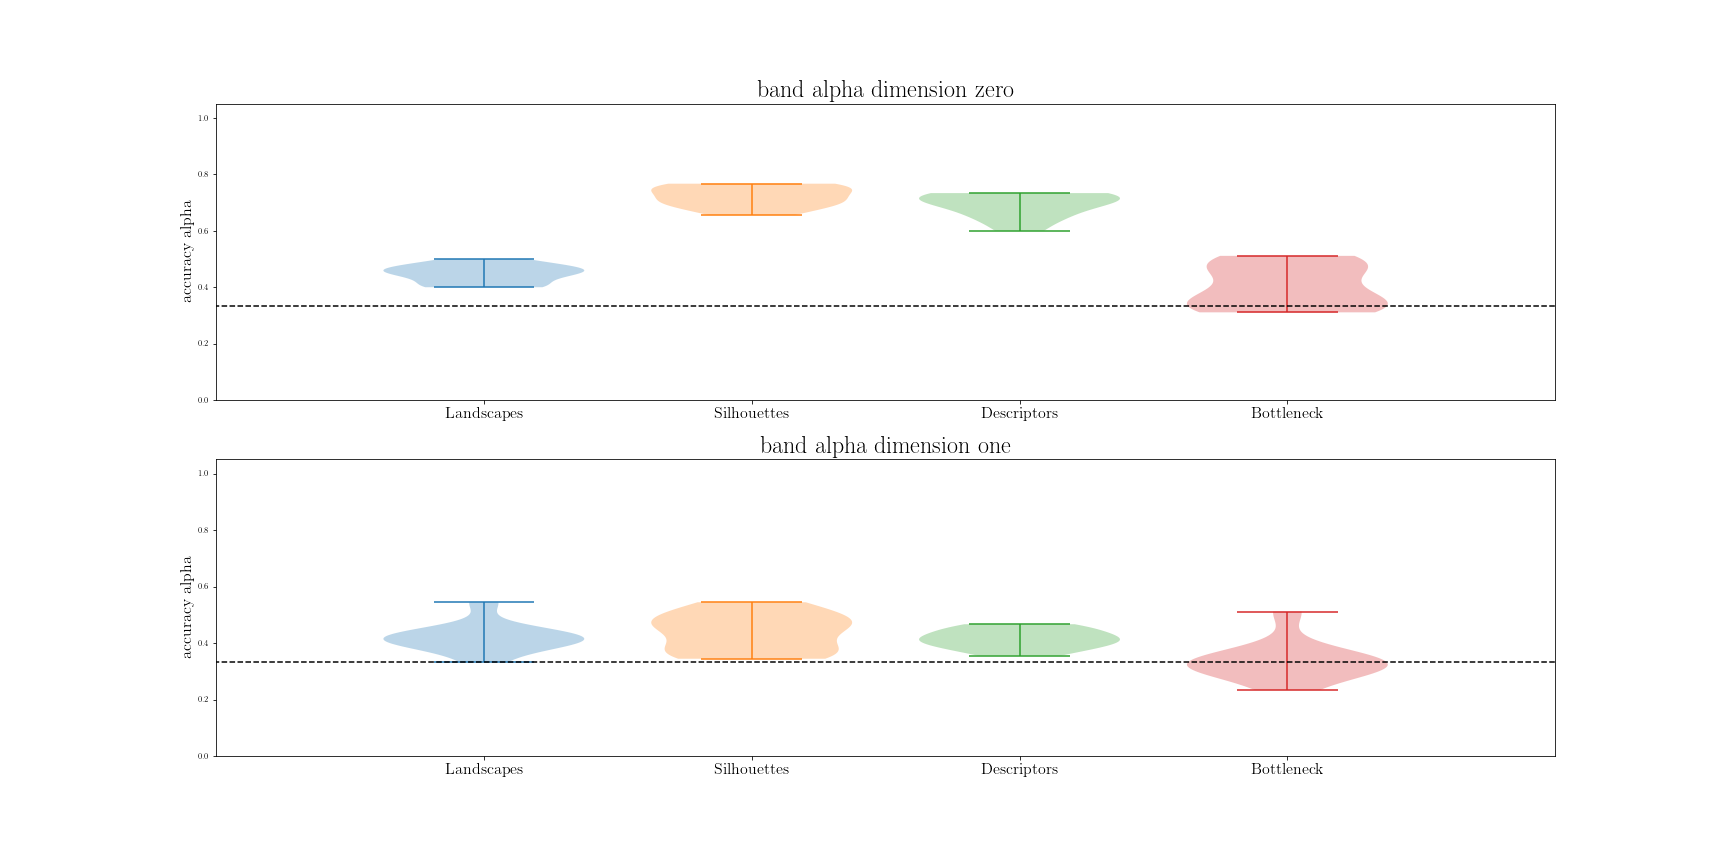 band alpha dimension zero
accuracy alpha
1.0
0.8
0.6
0.4
0.2
0.0
Landscapes Silhouettes Descriptors Bottleneck
band alpha dimension one
accuracy alpha
1.0
0.8
0.6
0.4
0.2
0.0
Landscapes Silhouettes Descriptors Bottleneck